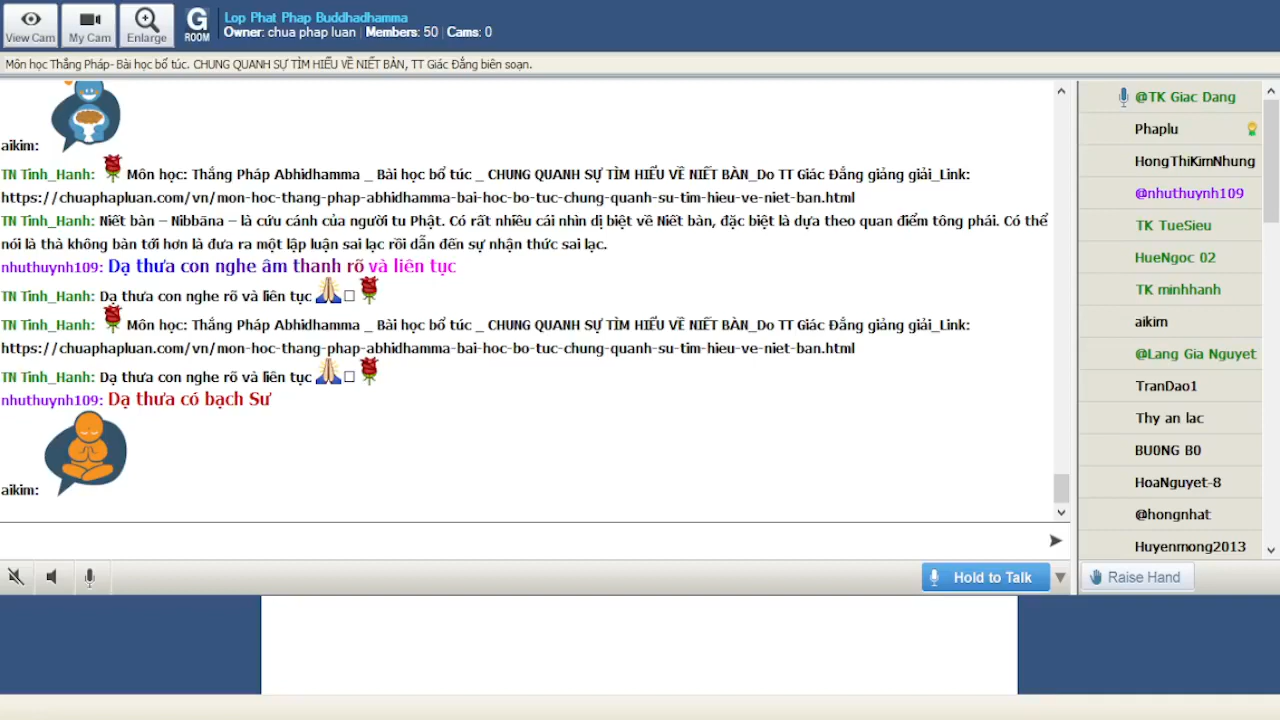 View Cam
My Cam
Enlarge
G
ROOM
Lop Phat Phap Buddhadhamma
Owner: chua phap luan | Members: 50 | Cams: 0
Môn học Thắng Pháp- Bài học bổ túc. CHUNG QUANH SỰ TÌM HIỂU VỀ NIẾT BÀN, TT Giác Đẳng biên soạn.
aikim:
TN Tinh_Hanh: Môn học: Thắng Pháp Abhidhamma _ Bài học bổ túc _ CHUNG QUANH SỰ TÌM HIỂU VỀ NIẾT BÀN_Do TT Giác Đẳng giảng giải_Link:
https://chuaphapluan.com/vn/mon-hoc-thang-phap-abhidhamma-bai-hoc-bo-tuc-chung-quanh-su-tim-hieu-ve-niet-ban.html
TN Tinh_Hanh: Niết bàn – Nibbāna – là cứu cánh của người tu Phật. Có rất nhiều cái nhìn dị biệt về Niết bàn, đặc biệt là dựa theo quan điểm tông phái. Có thể
nói là thà không bàn tới hơn là đưa ra một lập luận sai lạc rồi dẫn đến sự nhận thức sai lạc.
nhuthuynh109: Dạ thưa con nghe âm thanh rõ và liên tục
TN Tinh_Hanh: Dạ thưa con nghe rõ và liên tục
TN Tinh_Hanh: Môn học: Thắng Pháp Abhidhamma _ Bài học bổ túc _ CHUNG QUANH SỰ TÌM HIỂU VỀ NIẾT BÀN_Do TT Giác Đẳng giảng giải_Link:
https://chuaphapluan.com/vn/mon-hoc-thang-phap-abhidhamma-bai-hoc-bo-tuc-chung-quanh-su-tim-hieu-ve-niet-ban.html
TN Tinh_Hanh: Dạ thưa con nghe rõ và liên tục
nhuthuynh109: Dạ thưa có bạch Sư
aikim:
Hold to Talk
@TK Giac Dang
Phaplu
HongThiKimNhung
@nhuthuynh109
TK TueSieu
HueNgoc 02
TK minhhanh
aikim
@Lang Gia Nguyet
TranDao1
Thy an lac
BU0NG B0
HoaNguyet-8
@hongnhat
Huyenmong2013
Raise Hand